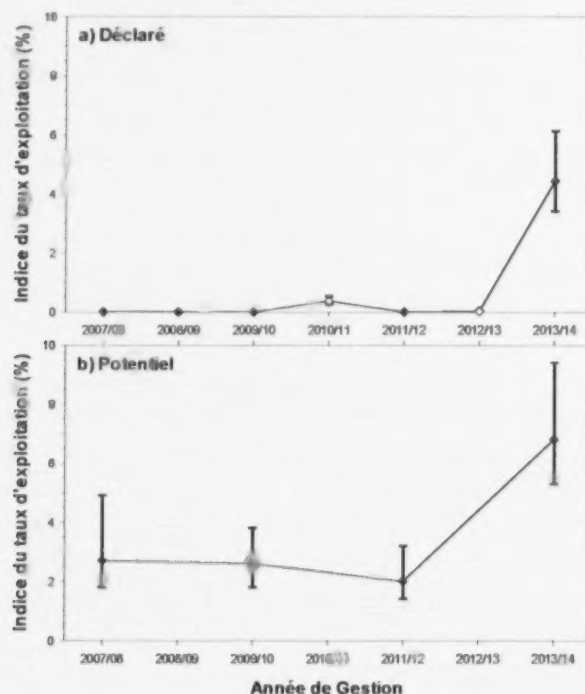 a) Déclaré
Indice du taux d'exploitation (%)
10
8
6
4
2
0
2007/08 2008/09 2009/10 2010/11 2011/12 2012/13 2013/14
b) Potentiel
Indice du taux d'exploitation (%)
10
8
6
4
2
0
2007/08 2008/09 2009/10 2011/12 2012/13 2013/14
Année de Gestion